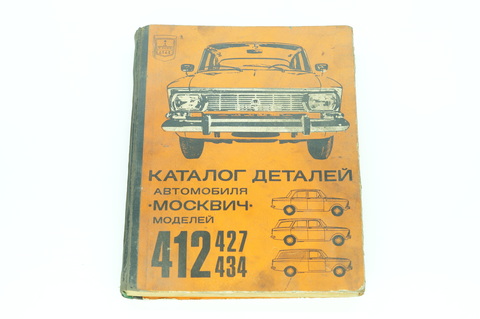 КАТАЛОГ ДЕТАЛЕЙ
АВТОМОБИЛЯ
·МОСКВИЧ·
МОДЕЛЕЙ
412 427
434